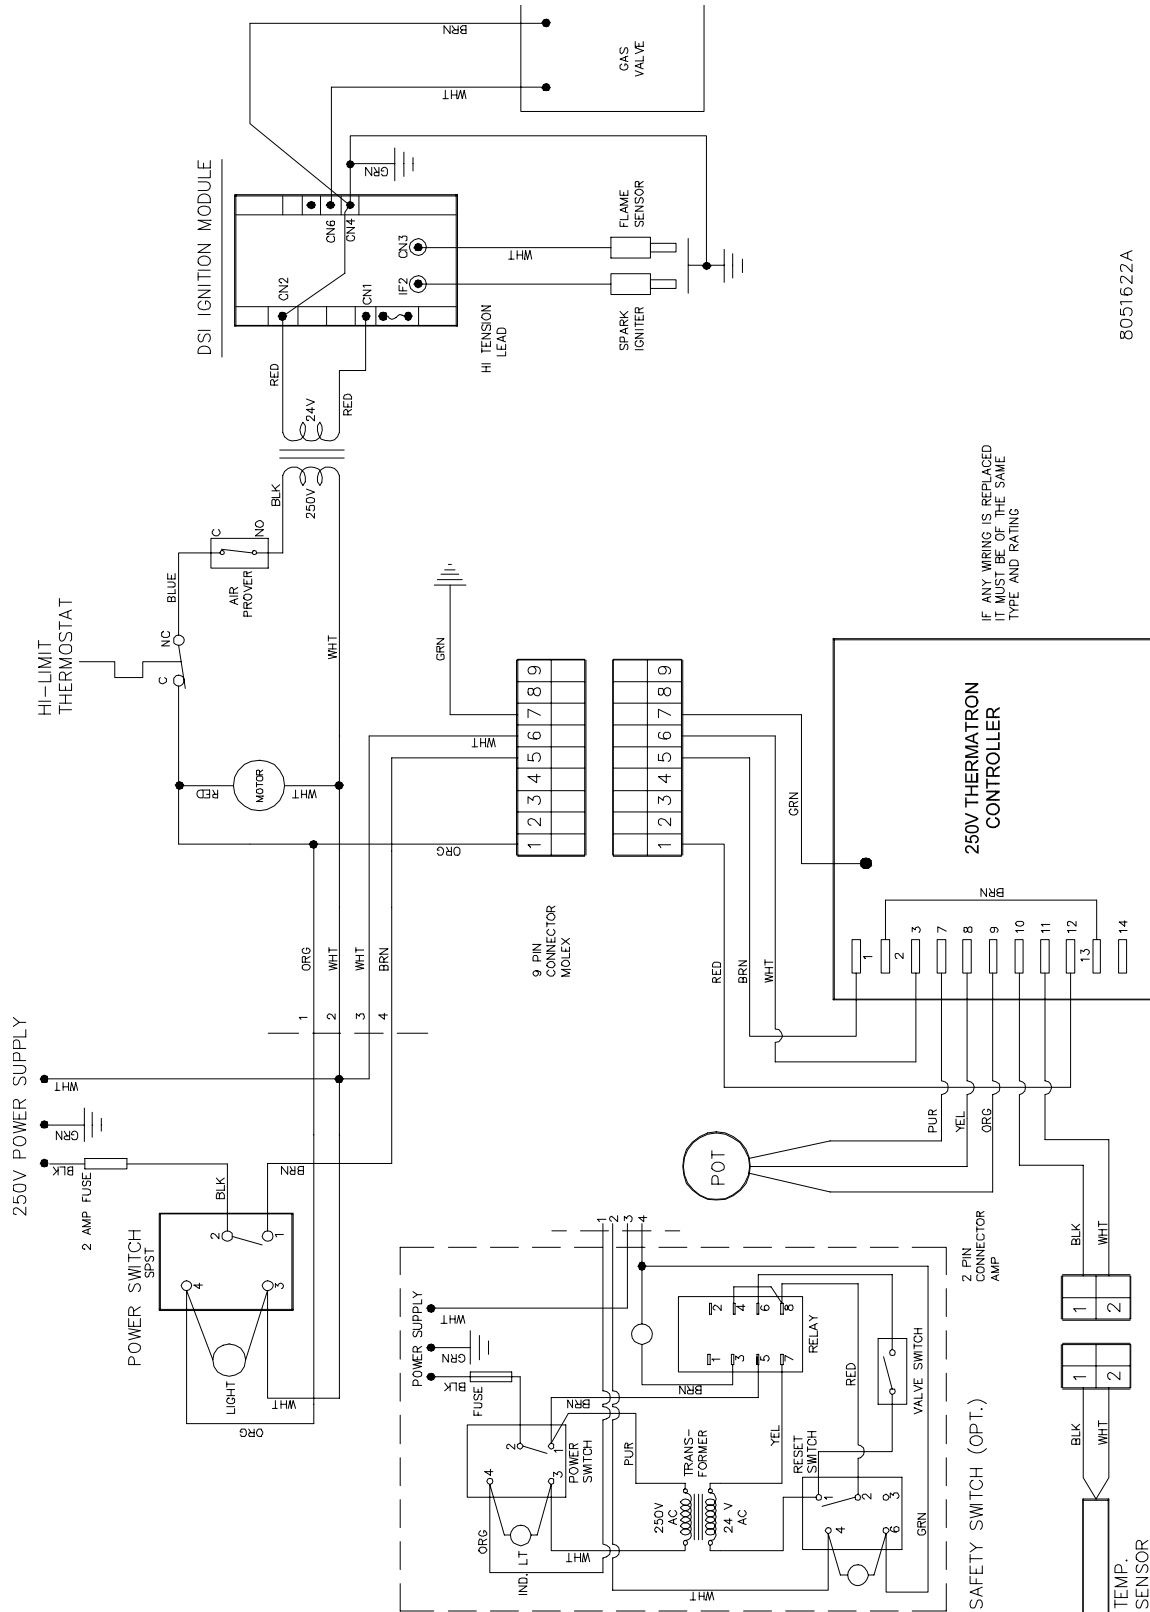 HI-LIMIT
THERMOSTAT
C
NC
BLUE
AIR
PROVER
C
NO
BLK
250V
24V
RED
RED
DSI IGNITION MODULE
CN2
CN1
CN6
CN4
IF2
CN3
GRN
BRN
WHT
GAS
VALVE
WHT
HI TENSION
LEAD
SPARK
IGNITER
FLAME
SENSOR
250V POWER SUPPLY
BLK
GRN
WHT
2 AMP FUSE
BLK
BRN
POWER SWITCH
SPST
4
2
3
1
LIGHT
WHT
ORG
1
2
3
4
ORG
WHT
WHT
BRN
RED
MOTOR
WHT
WHT
GRN
WHT
ORG
9 PIN
CONNECTOR
MOLEX
1 2 3 4 5 6 7 8 9
1 2 3 4 5 6 7 8 9
RED
BRN
WHT
GRN
250V THERMATRON
CONTROLLER
BRN
1
2
3
7
8
9
10
11
12
13
14
PUR
YEL
ORG
POT
2 PIN
CONNECTOR
AMP
BLK
WHT
1
2
1
2
BLK
WHT
TEMP.
SENSOR
SAFETY SWITCH (OPT.)
POWER SUPPLY
BLK
GRN
WHT
FUSE
1
2
3
4
POWER
SWITCH
4
2
3
1
IND. LT
ORG
WHT
BRN
PUR
BRN
250V
AC
24 V
AC
TRANS-
FORMER
YEL
RELAY
1
2
3
4
5
6
7
8
RED
VALVE SWITCH
RESET
SWITCH
1
2
3
4
6
GRN
WHT
IF ANY WIRING IS REPLACED
IT MUST BE OF THE SAME
TYPE AND RATING
8051622A